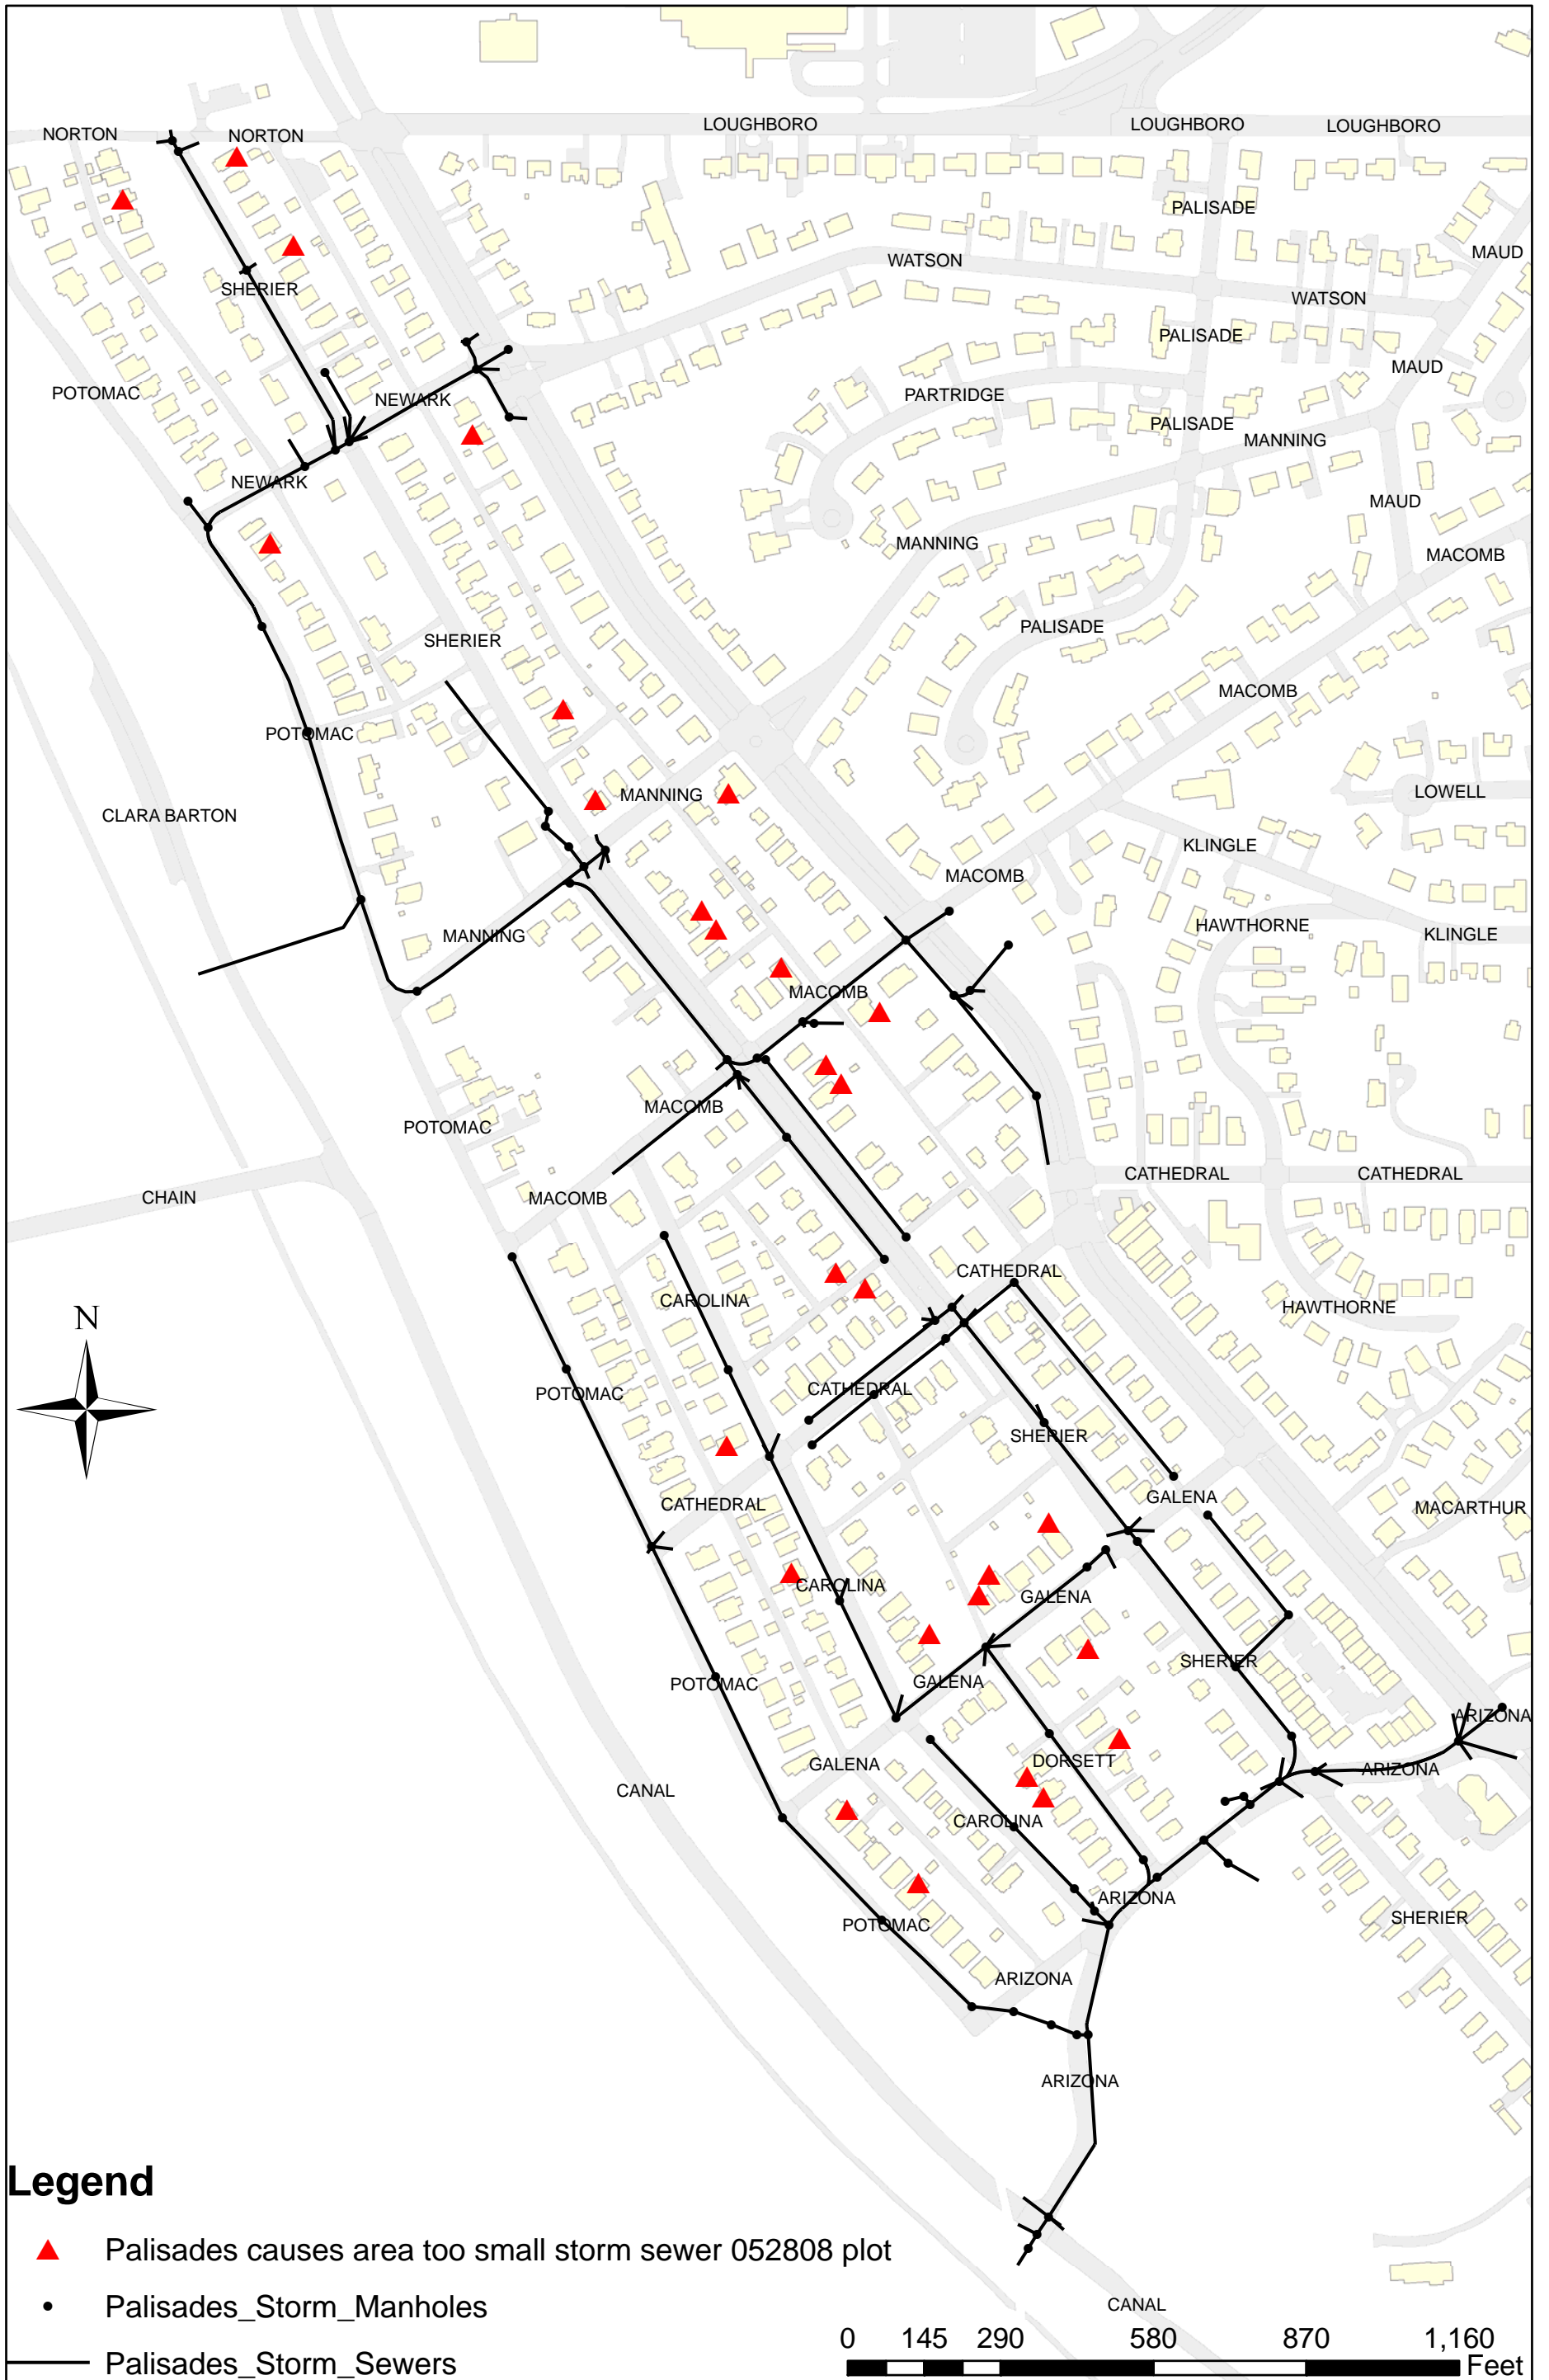 LOUGHBORO LOUGHBORO LOUGHBORO
NORTON NORTON
PALISADE
MAUD
WATSON
SHERIER
WATSON
PALISADE
MAUD
POTOMAC
PARTRIDGE
NEWARK
PALISADE
MANNING
NEWARK
MAUD
MANNING
MACOMB
PALISADE
SHERIER
MACOMB
POTOMAC
LOWELL
MANNING
CLARA BARTON
KLINGLE
MACOMB
HAWTHORNE
KLINGLE
MANNING
MACOMB
MACOMB
POTOMAC
CATHEDRAL CATHEDRAL
CHAIN
MACOMB
CATHEDRAL
CAROLINA
HAWTHORNE
N
CATHEDRAL
POTOMAC
SHERIER
GALENA
CATHEDRAL
MACARTHUR
CAROLINA
GALENA
SHERIER
GALENA
POTOMAC
ARIZONA
DORSETT
GALENA
ARIZONA
CANAL
CAROLINA
ARIZONA
SHERIER
POTOMAC
ARIZONA
ARIZONA
Legend
Palisades causes area too small storm sewer 052808 plot
CANAL
Palisades_Storm_Manholes
0 145 290 580 870 1,160
Palisades_Storm_Sewers
Feet